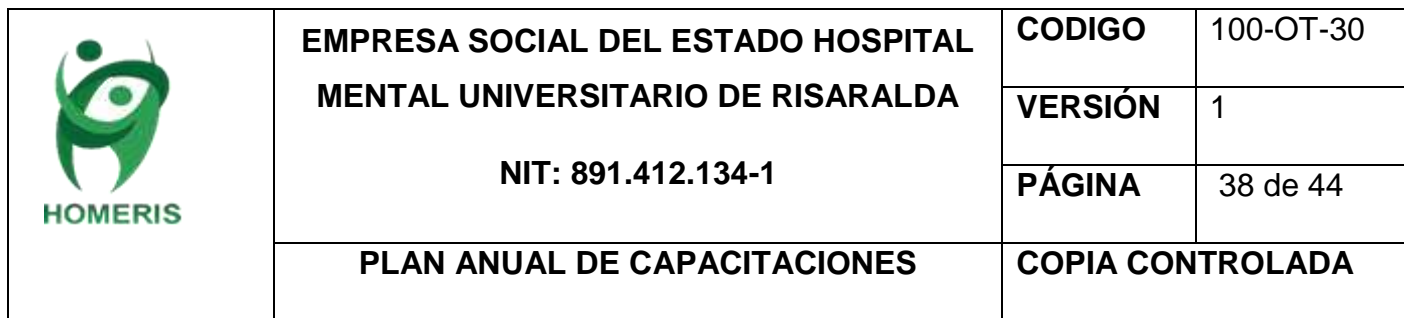 HOMERIS
EMPRESA SOCIAL DEL ESTADO HOSPITAL
MENTAL UNIVERSITARIO DE RISARALDA
NIT: 891.412.134-1
PLAN ANUAL DE CAPACITACIONES
CODIGO 100-OT-30
VERSIÓN 1
PÁGINA 38 de 44
COPIA CONTROLADA